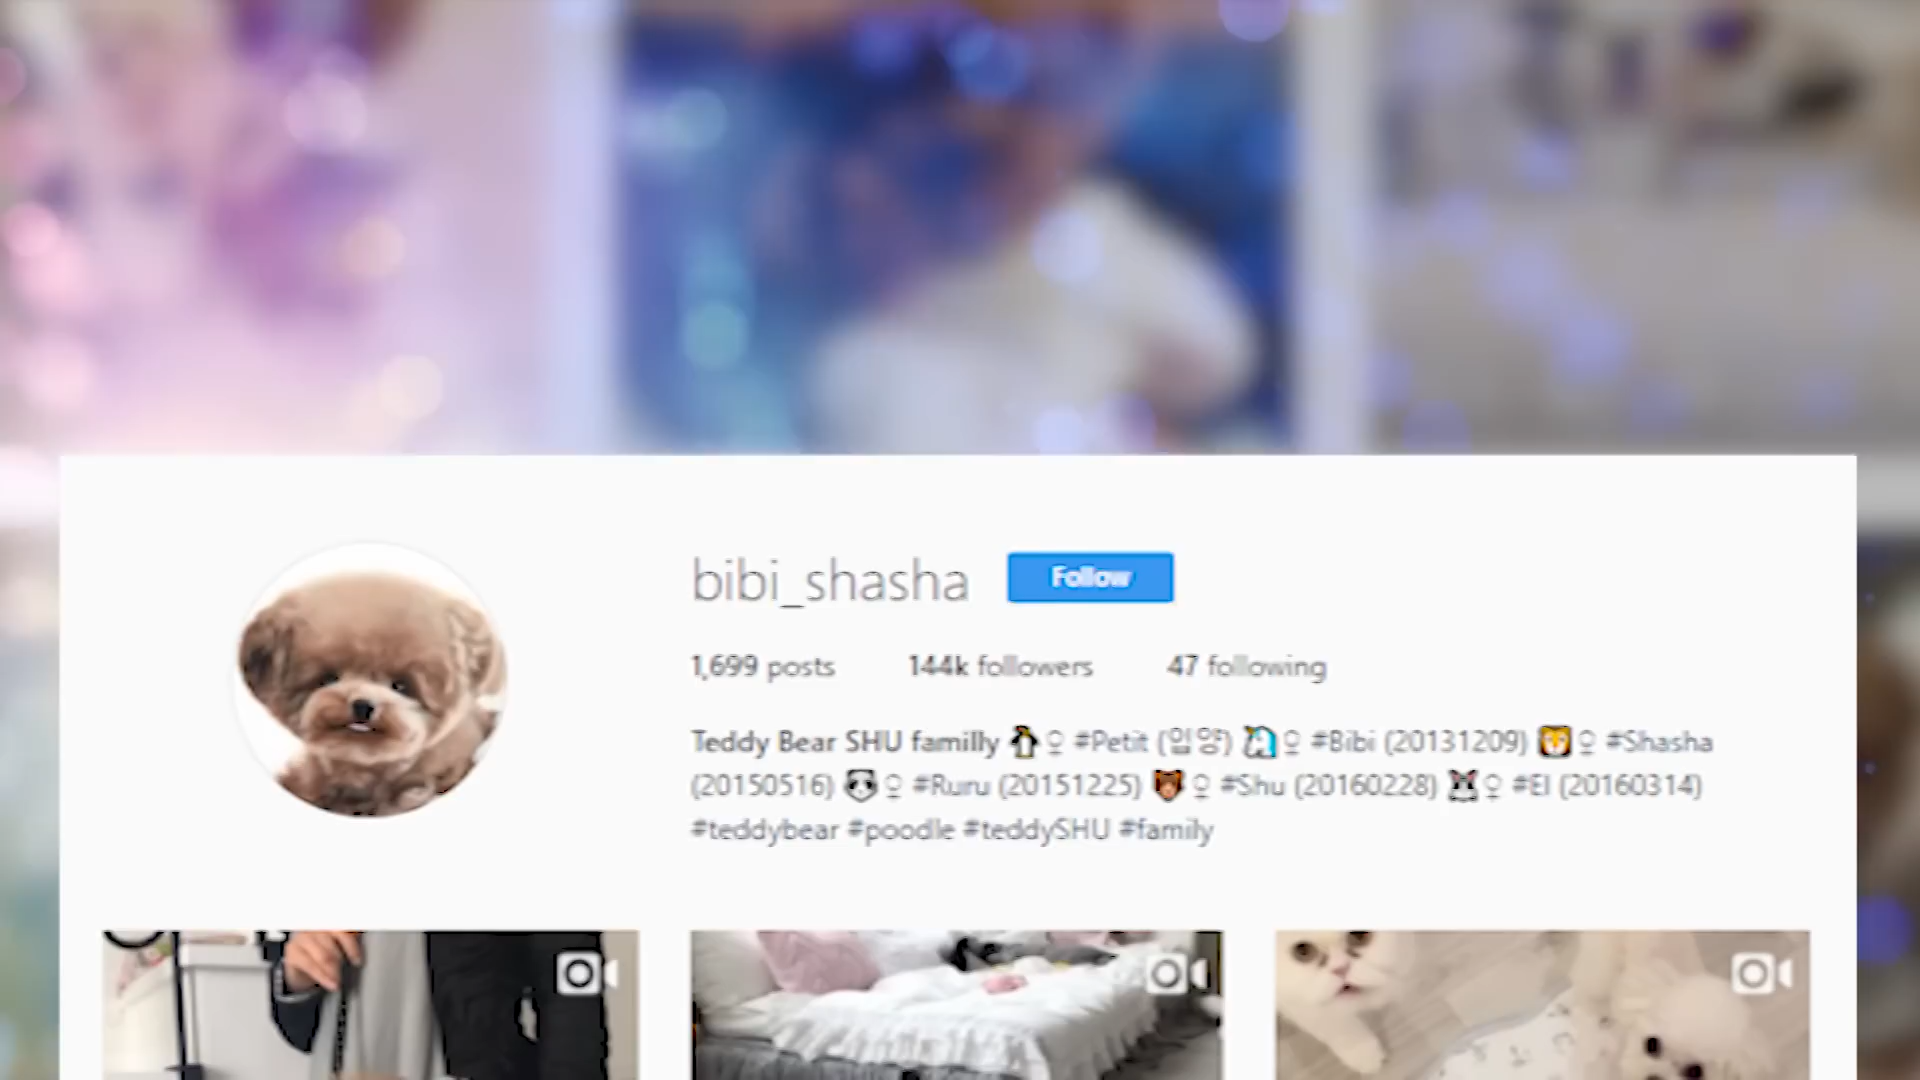 bibi_shasha Follow
1,699 posts 144k followers 47 following
Teddy Bear SHU familly 🐧♀ #Petit (입양) 🐴♀ #Bibi (20131209) 🐯♀ #Shasha
(20150516) 🐼♀ #Ruru (20151225) 🐻♀ #Shu (20160228) 🐰♀ #El (20160314)
#teddybear #poodle #teddySHU #family